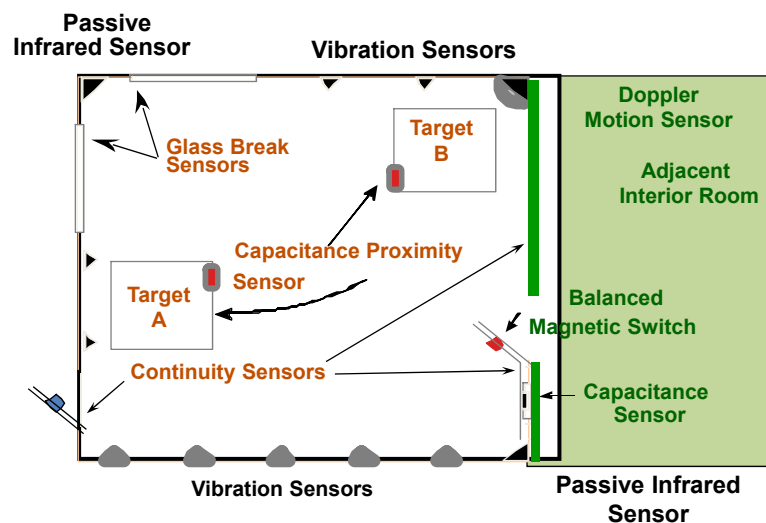 Passive
Infrared Sensor
Vibration Sensors
Doppler
Motion Sensor
Glass Break
Sensors
Target
B
Adjacent
Interior Room
Capacitance Proximity
Sensor
Target
A
Balanced
Magnetic Switch
Continuity Sensors
Capacitance
Sensor
Vibration Sensors
Passive Infrared
Sensor